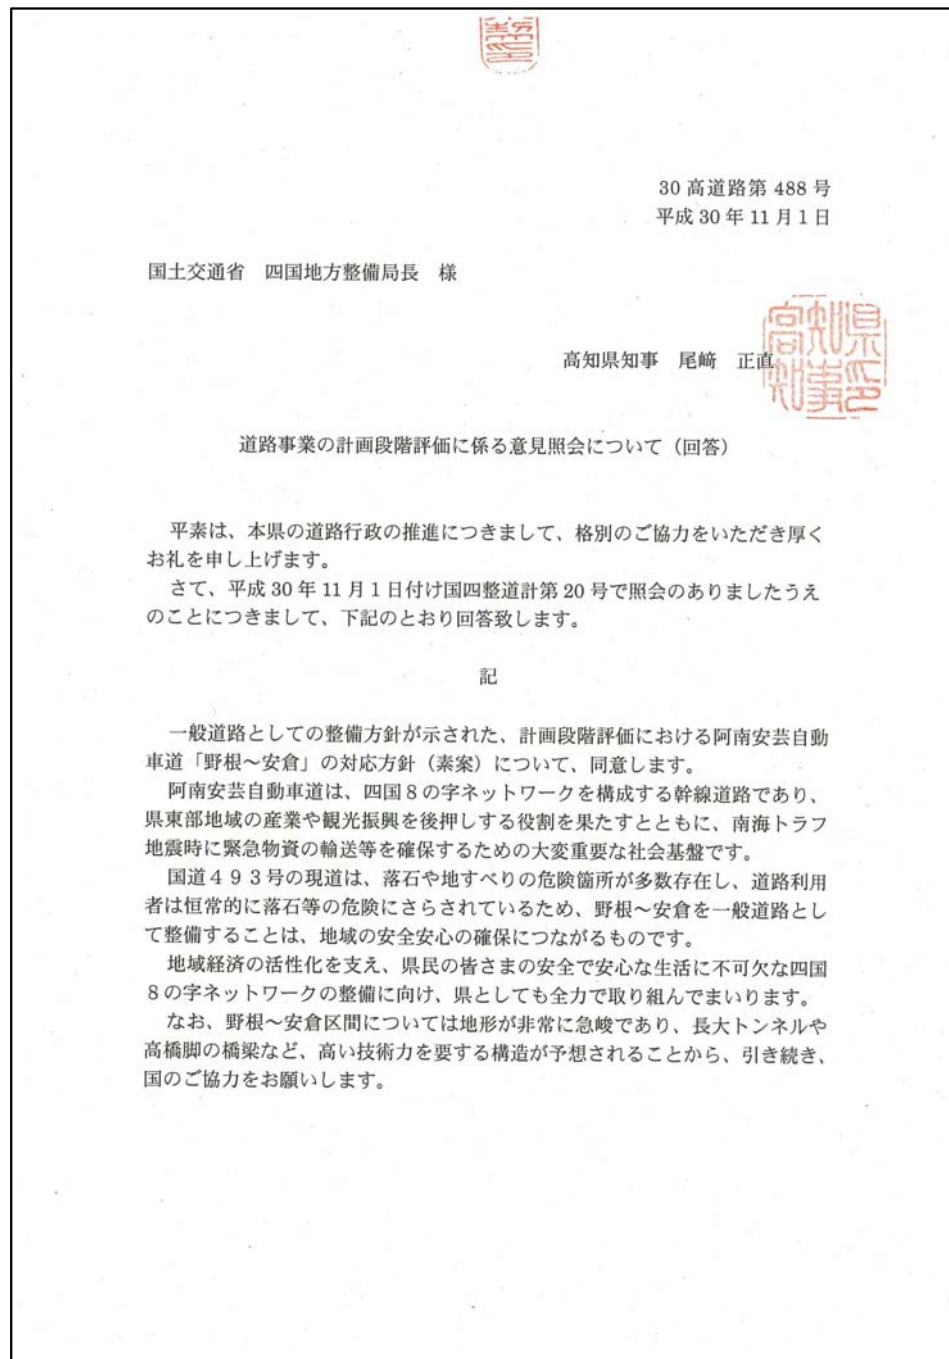 30高道路第488号
平成30年11月1日
国土交通省　四国地方整備局長　様
高知県知事　尾﨑　正直
高知県知事之印
道路事業の計画段階評価に係る意見照会について（回答）
　平素は、本県の道路行政の推進につきまして、格別のご協力をいただき厚く
お礼を申し上げます。
　さて、平成30年11月1日付け国四整道計第20号で照会のありましたうえ
のことにつきまして、下記のとおり回答致します。
記
　一般道路としての整備方針が示された、計画段階評価における阿南安芸自動
車道「野根～安倉」の対応方針（素案）について、同意します。
　阿南安芸自動車道は、四国８の字ネットワークを構成する幹線道路であり、
県東部地域の産業や観光振興を後押しする役割を果たすとともに、南海トラフ
地震時に緊急物資の輸送等を確保するための大変重要な社会基盤です。
　国道４９３号の現道は、落石や地すべりの危険箇所が多数存在し、道路利用
者は恒常的に落石等の危険にさらされているため、野根～安倉を一般道路とし
て整備することは、地域の安全安心の確保につながるものです。
　地域経済の活性化を支え、県民の皆さまの安全で安心な生活に不可欠な四国
８の字ネットワークの整備に向け、県としても全力で取り組んでまいります。
　なお、野根～安倉区間については地形が非常に急峻であり、長大トンネルや
高橋脚の橋梁など、高い技術力を要する構造が予想されることから、引き続き、
国のご協力をお願いします。